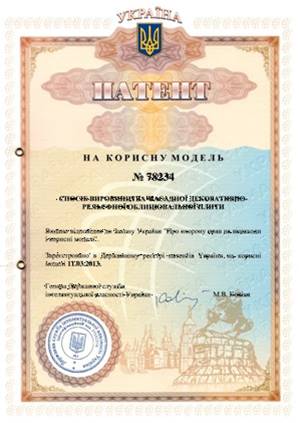 УКРАЇНА
ПАТЕНТ
НА КОРИСНУ МОДЕЛЬ
№ 78234
СПОСІБ ВИРОБНИЦТВА ФАСАДНОЇ ДЕКОРАТИВНО-
РЕЛЬЄФНОЇ ОБЛИЦЮВАЛЬНОЇ ПЛИТИ
Видано відповідно до Закону України "Про охорону прав на винаходи
і корисні моделі".
Зареєстровано в Державному реєстрі патентів України на корисні
моделі 11.03.2013.
Голова Державної служби
інтелектуальної власності України
М.В. Ковіня